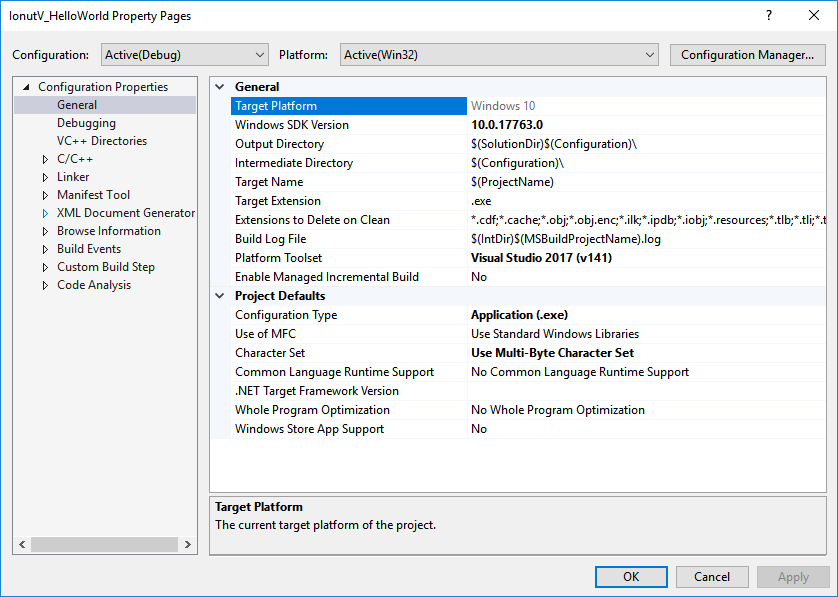 IonutV_HelloWorld Property Pages
Configuration: Active(Debug) Platform: Active(Win32) Configuration Manager...
Configuration Properties
General
Debugging
VC++ Directories
C/C++
Linker
Manifest Tool
XML Document Generator
Browse Information
Build Events
Custom Build Step
Code Analysis
General
Target Platform Windows 10
Windows SDK Version 10.0.17763.0
Output Directory $(SolutionDir)$(Configuration)\
Intermediate Directory $(Configuration)\
Target Name $(ProjectName)
Target Extension .exe
Extensions to Delete on Clean *.cdf;*.cache;*.obj;*.obj.enc;*.ilk;*.ipdb;*.iobj;*.resources;*.tlb;*.tli;*.t
Build Log File $(IntDir)$(MSBuildProjectName).log
Platform Toolset Visual Studio 2017 (v141)
Enable Managed Incremental Build No
Project Defaults
Configuration Type Application (.exe)
Use of MFC Use Standard Windows Libraries
Character Set Use Multi-Byte Character Set
Common Language Runtime Support No Common Language Runtime Support
.NET Target Framework Version
Whole Program Optimization No Whole Program Optimization
Windows Store App Support No
Target Platform
The current target platform of the project.
OK Cancel Apply